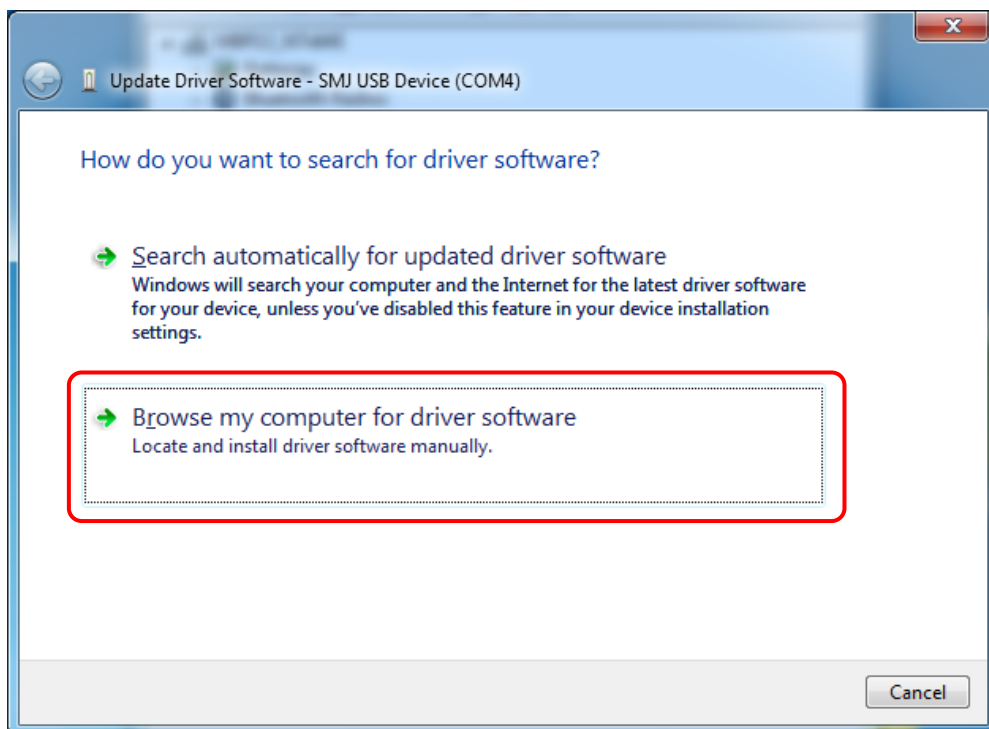 Update Driver Software - SMJ USB Device (COM4)
How do you want to search for driver software?
Search automatically for updated driver software
Windows will search your computer and the Internet for the latest driver software
for your device, unless you've disabled this feature in your device installation
settings.
Browse my computer for driver software
Locate and install driver software manually.
Cancel